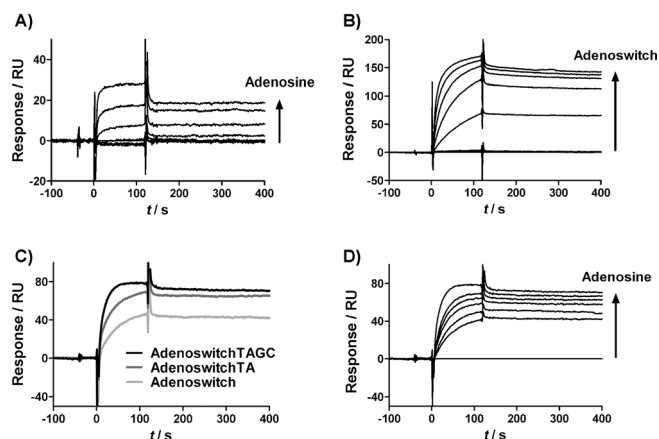 A)
Response / RU
40
20
0
-20
-100 0 100 200 300 400
t / s
Adenosine
B)
Response / RU
200
150
100
50
0
-50
-100 0 100 200 300 400
t / s
Adenoswitch
C)
Response / RU
80
40
0
-40
-100 0 100 200 300 400
t / s
AdenoswitchTAGC
AdenoswitchTA
Adenoswitch
D)
Response / RU
80
40
0
-40
-100 0 100 200 300 400
t / s
Adenosine